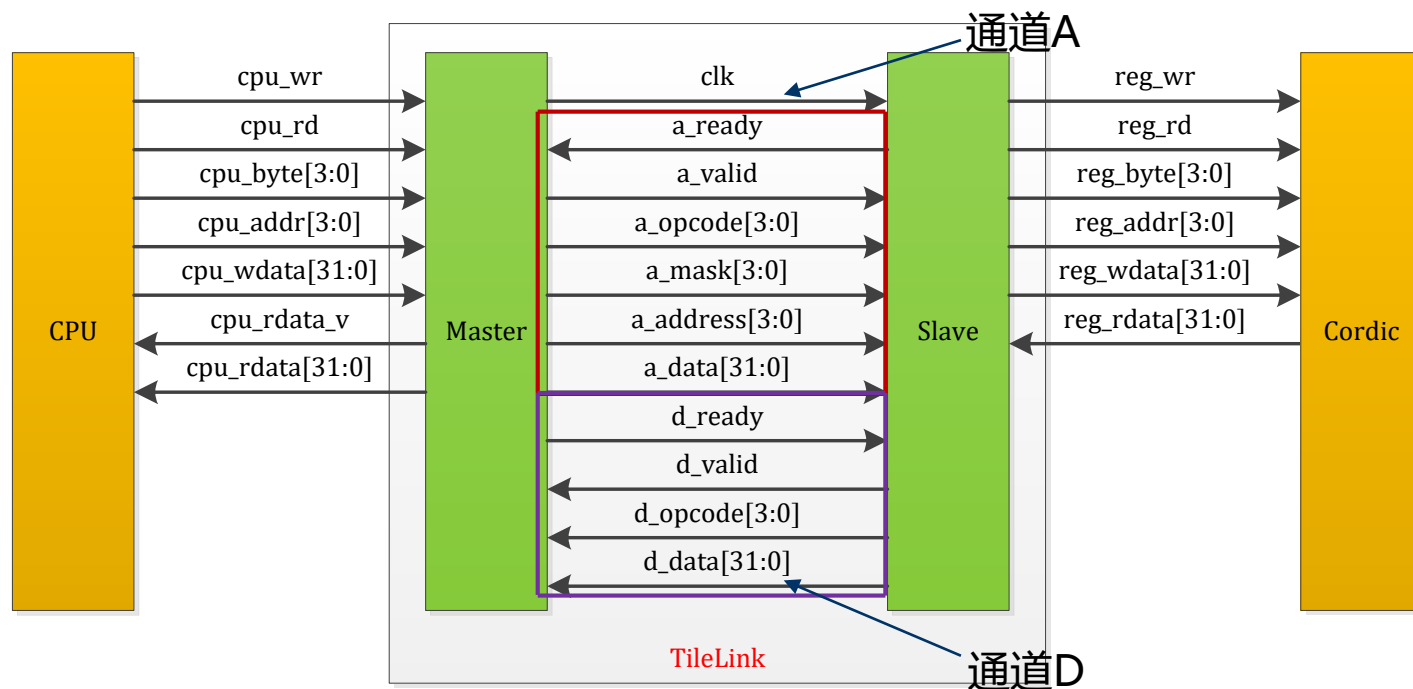 通道A
cpu_wr
clk
reg_wr
cpu_rd
a_ready
reg_rd
cpu_byte[3:0]
a_valid
reg_byte[3:0]
cpu_addr[3:0]
a_opcode[3:0]
reg_addr[3:0]
cpu_wdata[31:0]
a_mask[3:0]
reg_wdata[31:0]
cpu_rdata_v
a_address[3:0]
reg_rdata[31:0]
CPU
Master
Slave
Cordic
cpu_rdata[31:0]
a_data[31:0]
d_ready
d_valid
d_opcode[3:0]
d_data[31:0]
TileLink
通道D